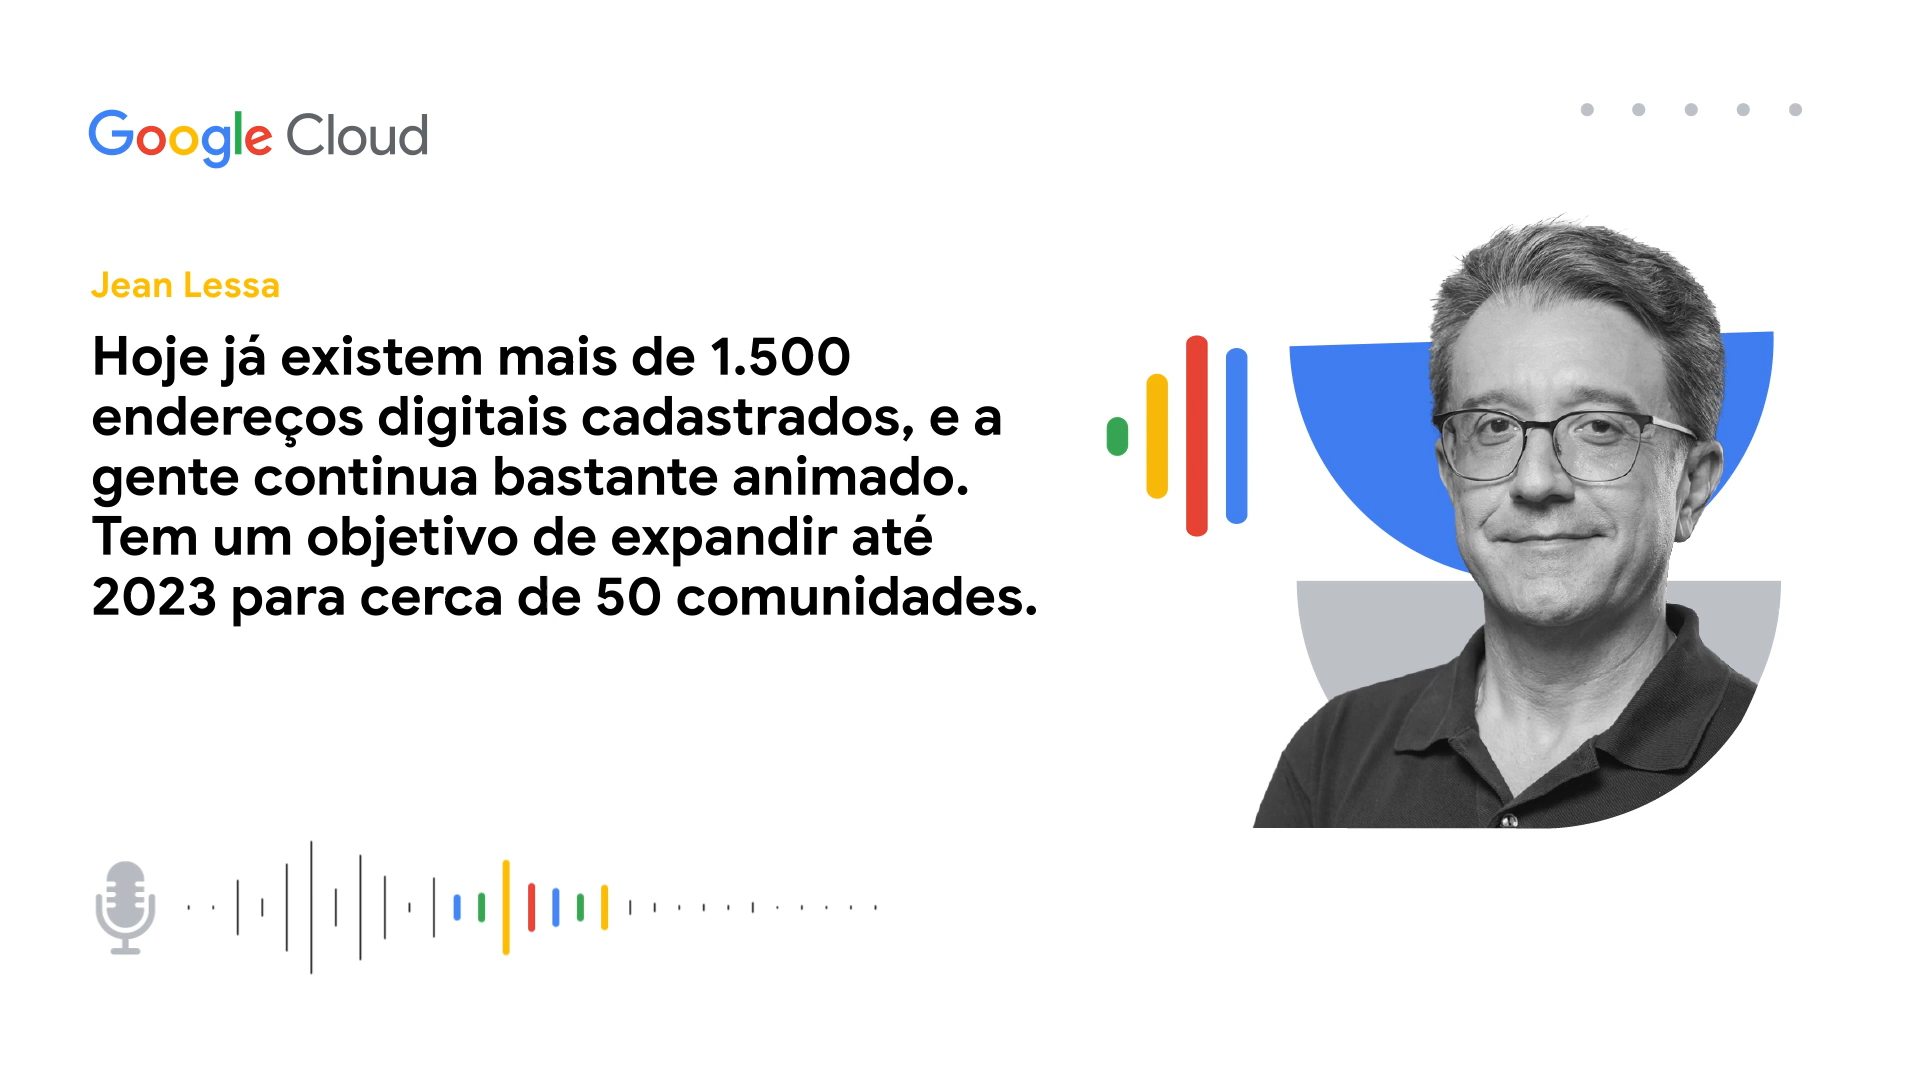 Google Cloud
Jean Lessa
Hoje já existem mais de 1.500
endereços digitais cadastrados, e a
gente continua bastante animado.
Tem um objetivo de expandir até
2023 para cerca de 50 comunidades.